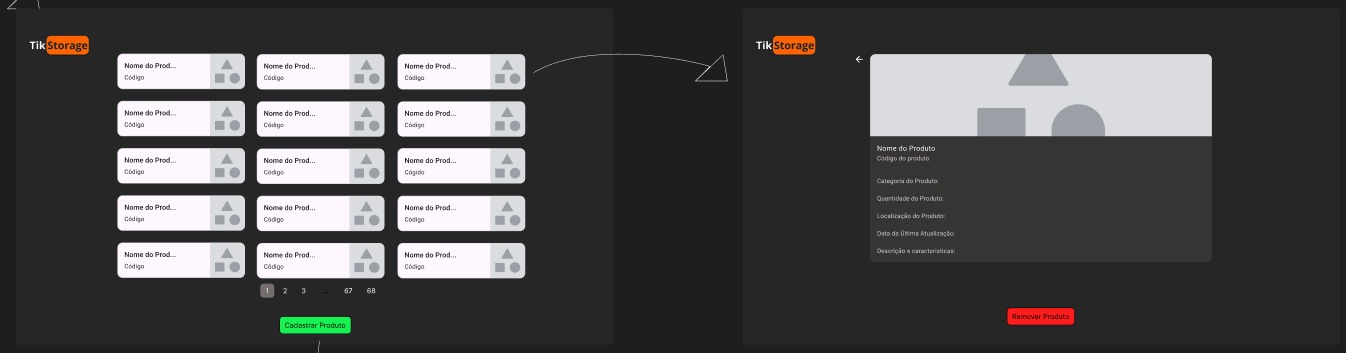 TikStorage
Nome do Prod...
Código
Nome do Prod...
Código
Nome do Prod...
Código
Nome do Prod...
Código
Nome do Prod...
Código
Nome do Prod...
Código
Nome do Prod...
Código
Nome do Prod...
Código
Nome do Prod...
Cógido
Nome do Prod...
Código
Nome do Prod...
Código
Nome do Prod...
Código
Nome do Prod...
Código
Nome do Prod...
Código
Nome do Prod...
Código
1 2 3 ... 67 68
Cadastrar Produto
TikStorage
Nome do Produto
Código do produto
Categoria do Produto:
Quantidade do Produto:
Localização do Produto:
Data da Última Atualização:
Descrição e caracteristicas:
Remover Produto